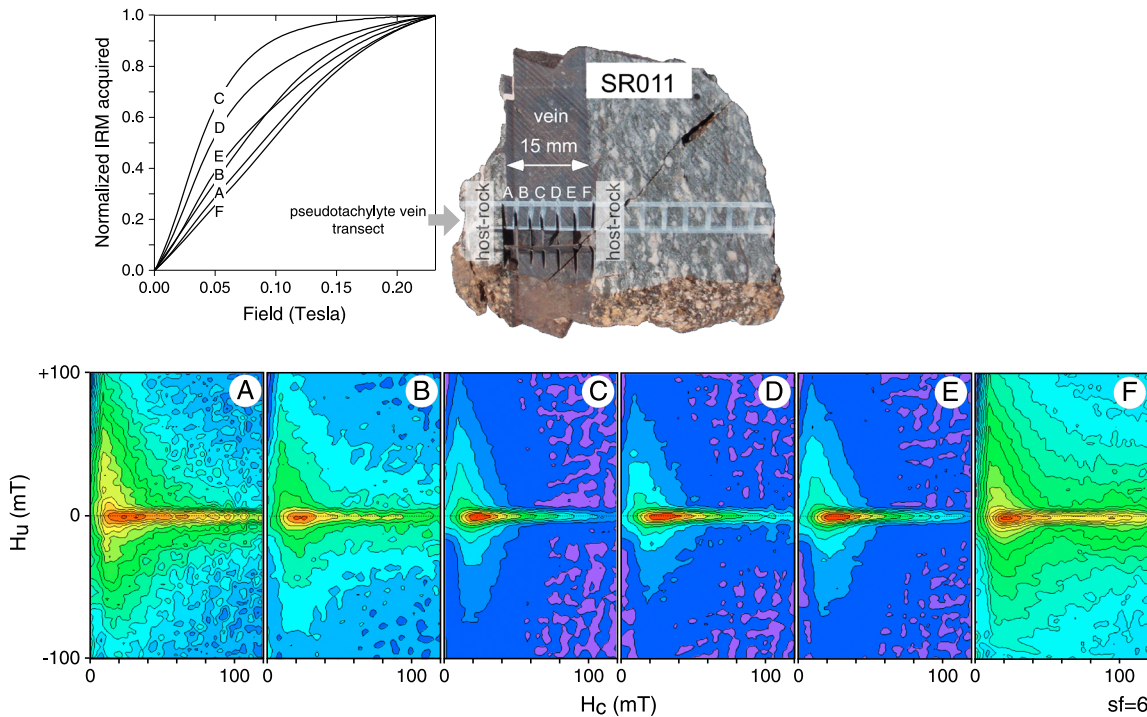 1.0
0.8
0.6
0.4
0.2
0.0
Normalized IRM acquired
C
D
E
B
A
F
0.00 0.05 0.10 0.15 0.20
Field (Tesla)
pseudotachylyte vein
transect
SR011
vein
15 mm
A B C D E F
host-rock
host-rock
+100
0
-100
Hu (mT)
A B C D E F
0 100 0 100 0 100 0 100 0 100 0 100
Hc (mT)
sf=6